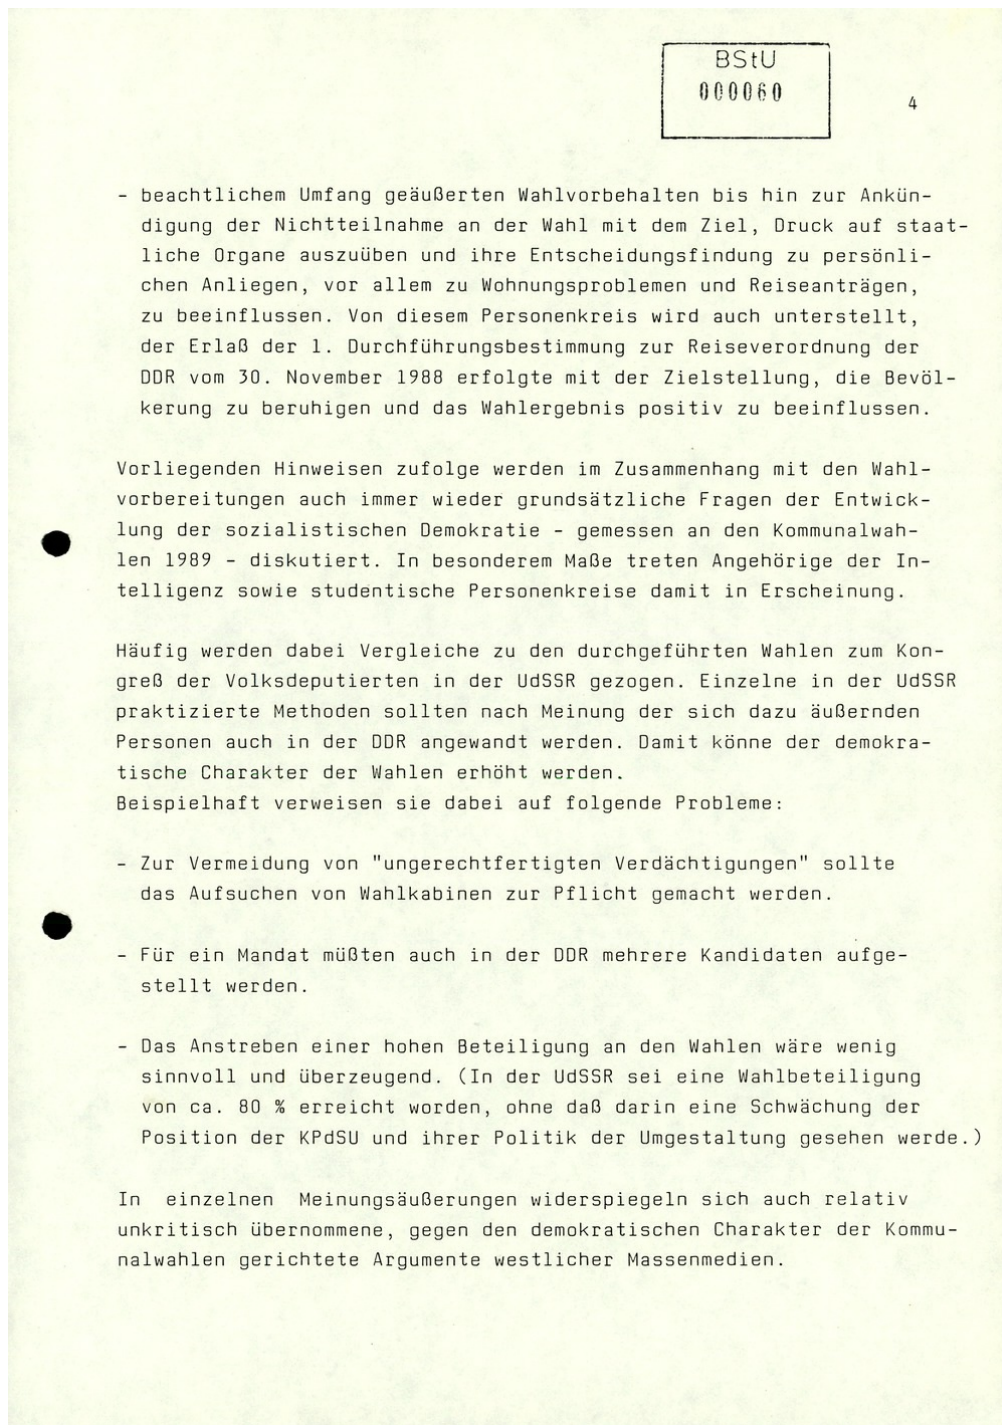 BStU
000060
4
- beachtlichem Umfang geäußerten Wahlvorbehalten bis hin zur Ankün-
digung der Nichtteilnahme an der Wahl mit dem Ziel, Druck auf staat-
liche Organe auszuüben und ihre Entscheidungsfindung zu persönli-
chen Anliegen, vor allem zu Wohnungsproblemen und Reiseanträgen,
zu beeinflussen. Von diesem Personenkreis wird auch unterstellt,
der Erlaß der 1. Durchführungsbestimmung zur Reiseverordnung der
DDR vom 30. November 1988 erfolgte mit der Zielstellung, die Bevöl-
kerung zu beruhigen und das Wahlergebnis positiv zu beeinflussen.
Vorliegenden Hinweisen zufolge werden im Zusammenhang mit den Wahl-
vorbereitungen auch immer wieder grundsätzliche Fragen der Entwick-
lung der sozialistischen Demokratie - gemessen an den Kommunalwah-
len 1989 - diskutiert. In besonderem Maße treten Angehörige der In-
telligenz sowie studentische Personenkreise damit in Erscheinung.
Häufig werden dabei Vergleiche zu den durchgeführten Wahlen zum Kon-
greß der Volksdeputierten in der UdSSR gezogen. Einzelne in der UdSSR
praktizierte Methoden sollten nach Meinung der sich dazu äußernden
Personen auch in der DDR angewandt werden. Damit könne der demokra-
tische Charakter der Wahlen erhöht werden.
Beispielhaft verweisen sie dabei auf folgende Probleme:
- Zur Vermeidung von "ungerechtfertigten Verdächtigungen" sollte
das Aufsuchen von Wahlkabinen zur Pflicht gemacht werden.
- Für ein Mandat müßten auch in der DDR mehrere Kandidaten aufge-
stellt werden.
- Das Anstreben einer hohen Beteiligung an den Wahlen wäre wenig
sinnvoll und überzeugend. (In der UdSSR sei eine Wahlbeteiligung
von ca. 80 % erreicht worden, ohne daß darin eine Schwächung der
Position der KPdSU und ihrer Politik der Umgestaltung gesehen werde.)
In einzelnen Meinungsäußerungen widerspiegeln sich auch relativ
unkritisch übernommene, gegen den demokratischen Charakter der Kommu-
nalwahlen gerichtete Argumente westlicher Massenmedien.